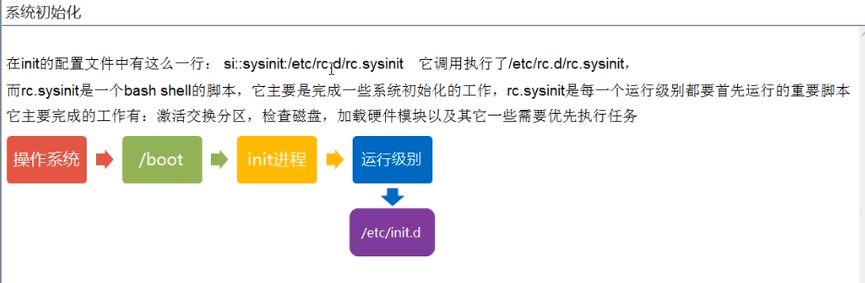 系统初始化
在init的配置文件中有这么一行： si::sysinit:/etc/rc.d/rc.sysinit 它调用执行了/etc/rc.d/rc.sysinit，
而rc.sysinit是一个bash shell的脚本，它主要是完成一些系统初始化的工作，rc.sysinit是每一个运行级别都要首先运行的重要脚本
它主要完成的工作有：激活交换分区，检查磁盘，加载硬件模块以及其它一些需要优先执行任务
操作系统
/boot
init进程
运行级别
/etc/init.d